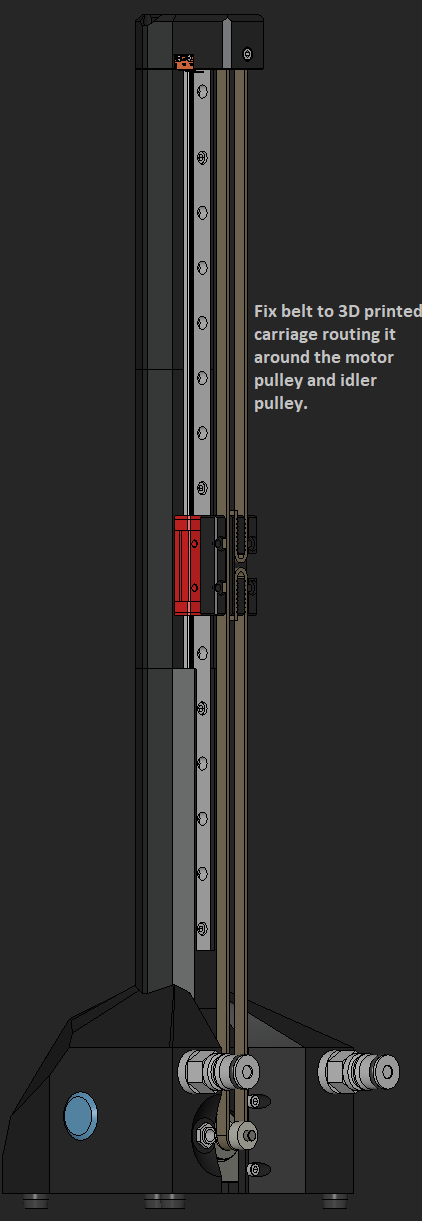 Fix belt to 3D printed
carriage routing it
around the motor
pulley and idler
pulley.